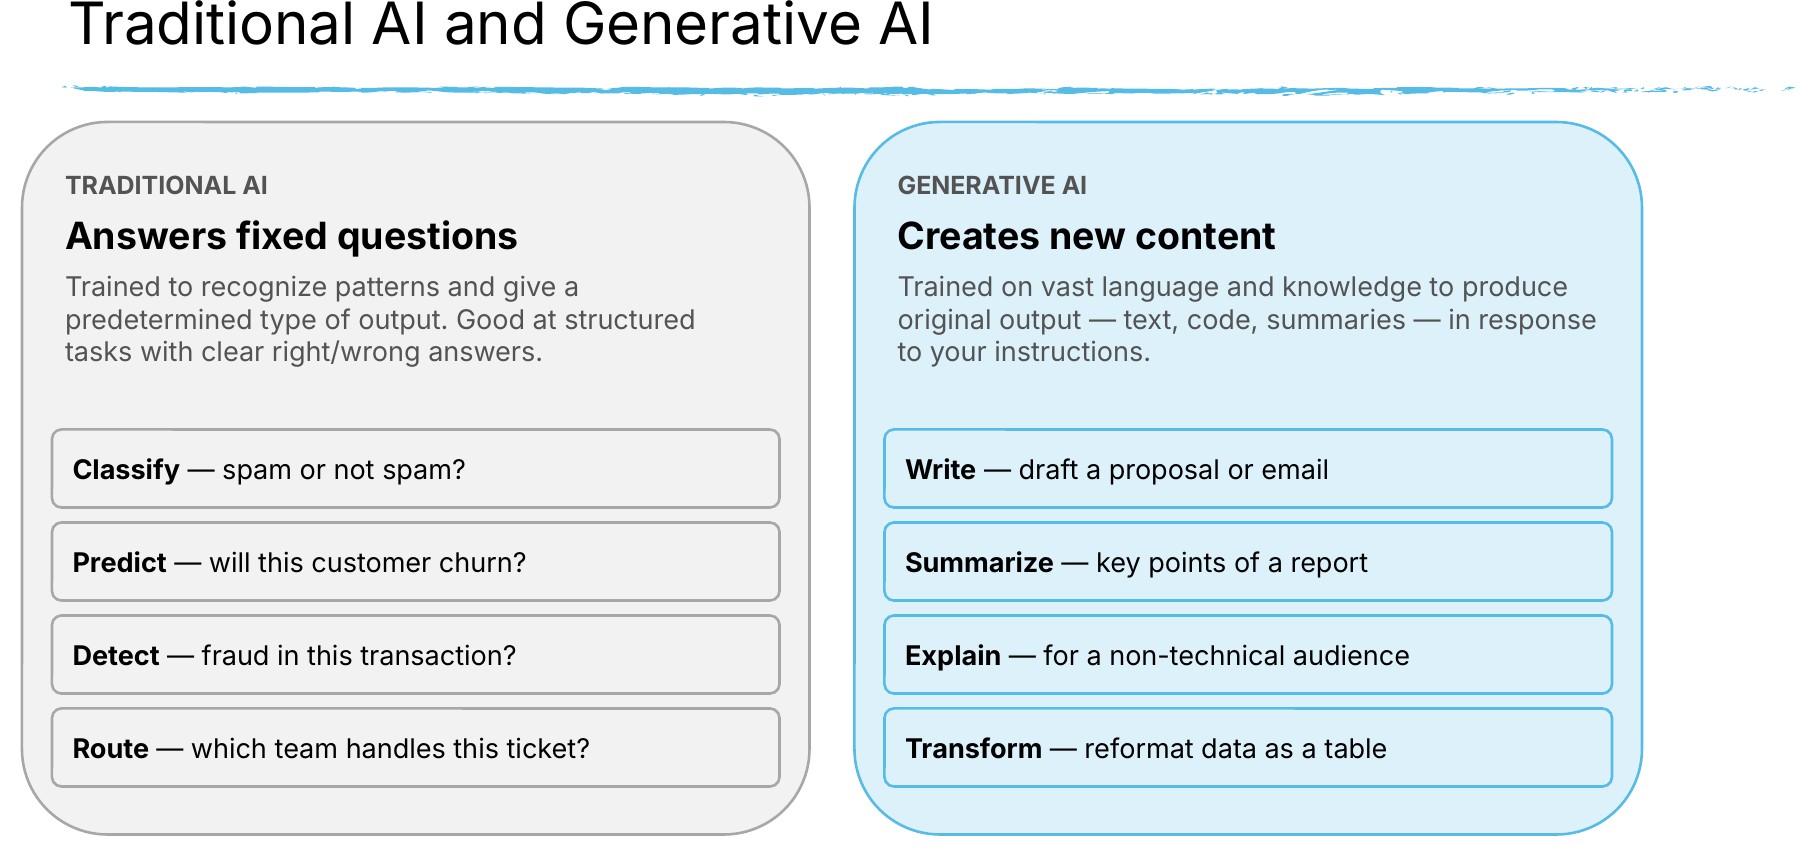 Traditional AI and Generative AI
TRADITIONAL AI
Answers fixed questions
Trained to recognize patterns and give a
predetermined type of output. Good at structured
tasks with clear right/wrong answers.
Classify — spam or not spam?
Predict — will this customer churn?
Detect — fraud in this transaction?
Route — which team handles this ticket?
GENERATIVE AI
Creates new content
Trained on vast language and knowledge to produce
original output — text, code, summaries — in response
to your instructions.
Write — draft a proposal or email
Summarize — key points of a report
Explain — for a non-technical audience
Transform — reformat data as a table